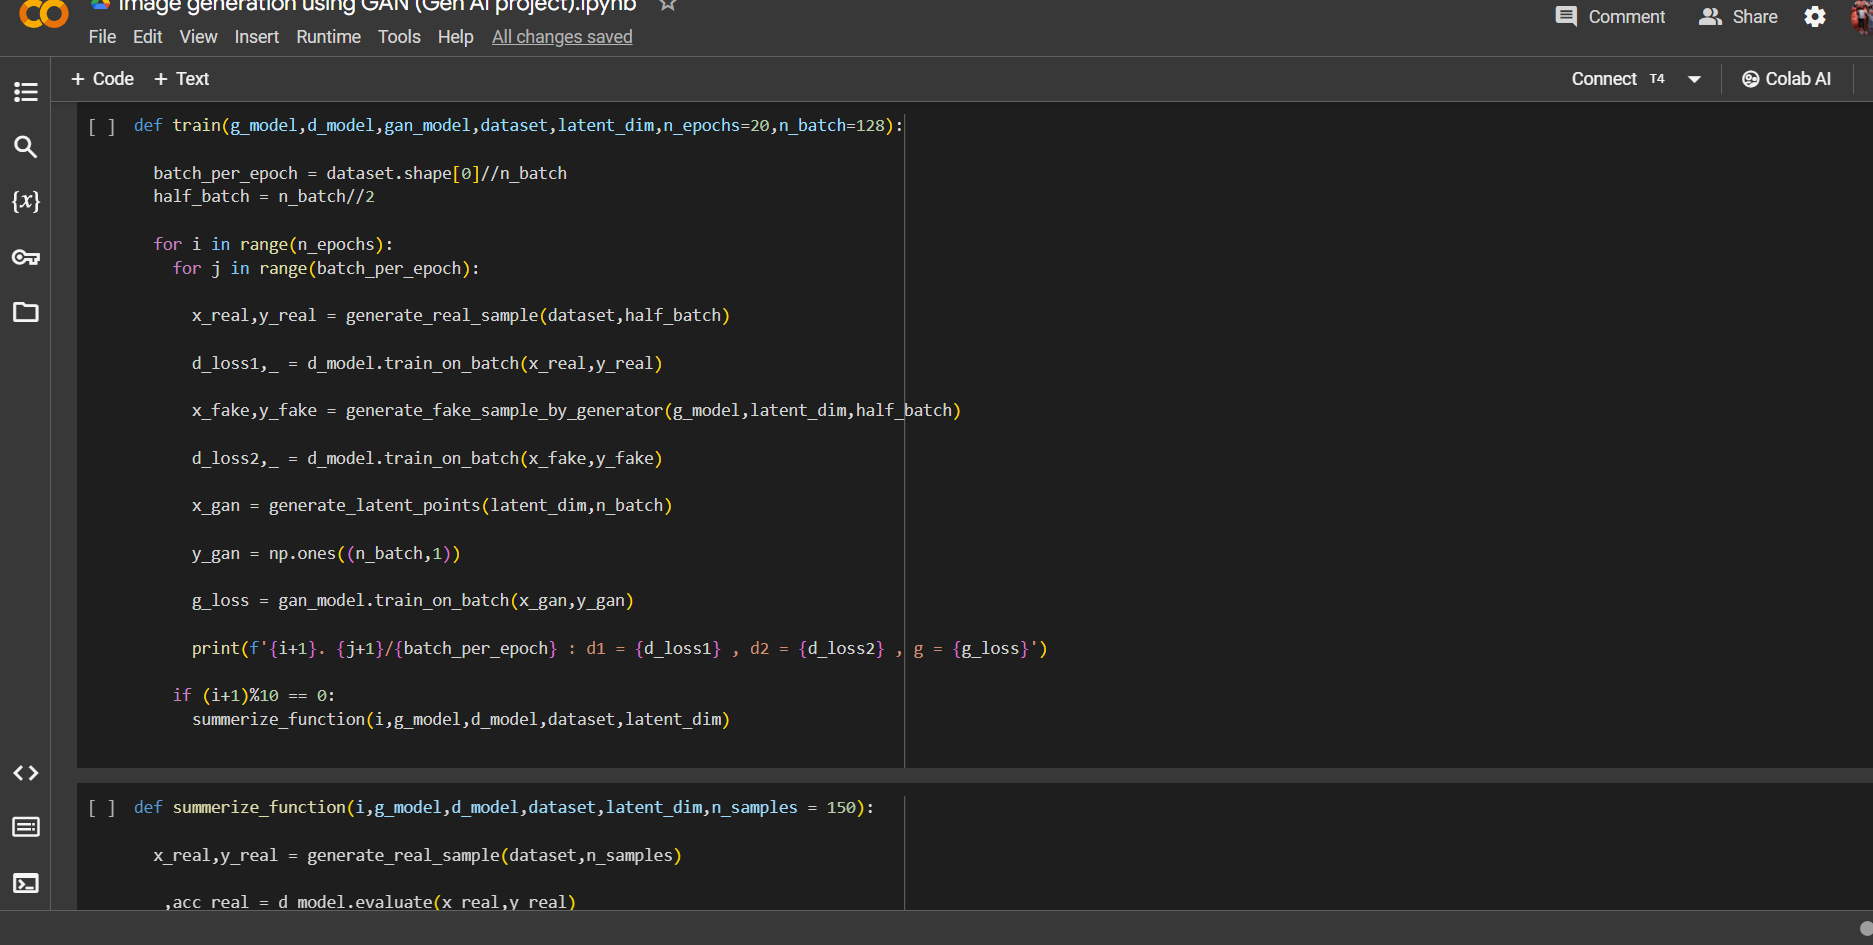 Image generation using GAN (Gen AI project).ipynb
File Edit View Insert Runtime Tools Help All changes saved
Comment Share
+ Code + Text
Connect T4 Colab AI
{x}
[ ] def train(g_model,d_model,gan_model,dataset,latent_dim,n_epochs=20,n_batch=128):
batch_per_epoch = dataset.shape[0]//n_batch
half_batch = n_batch//2
for i in range(n_epochs):
for j in range(batch_per_epoch):
x_real,y_real = generate_real_sample(dataset,half_batch)
d_loss1,_ = d_model.train_on_batch(x_real,y_real)
x_fake,y_fake = generate_fake_sample_by_generator(g_model,latent_dim,half_batch)
d_loss2,_ = d_model.train_on_batch(x_fake,y_fake)
x_gan = generate_latent_points(latent_dim,n_batch)
y_gan = np.ones((n_batch,1))
g_loss = gan_model.train_on_batch(x_gan,y_gan)
print(f'{i+1}. {j+1}/{batch_per_epoch} : d1 = {d_loss1} , d2 = {d_loss2} , g = {g_loss}')
if (i+1)%10 == 0:
summerize_function(i,g_model,d_model,dataset,latent_dim)
[ ] def summerize_function(i,g_model,d_model,dataset,latent_dim,n_samples = 150):
x_real,y_real = generate_real_sample(dataset,n_samples)
_,acc_real = d_model.evaluate(x_real,y_real)